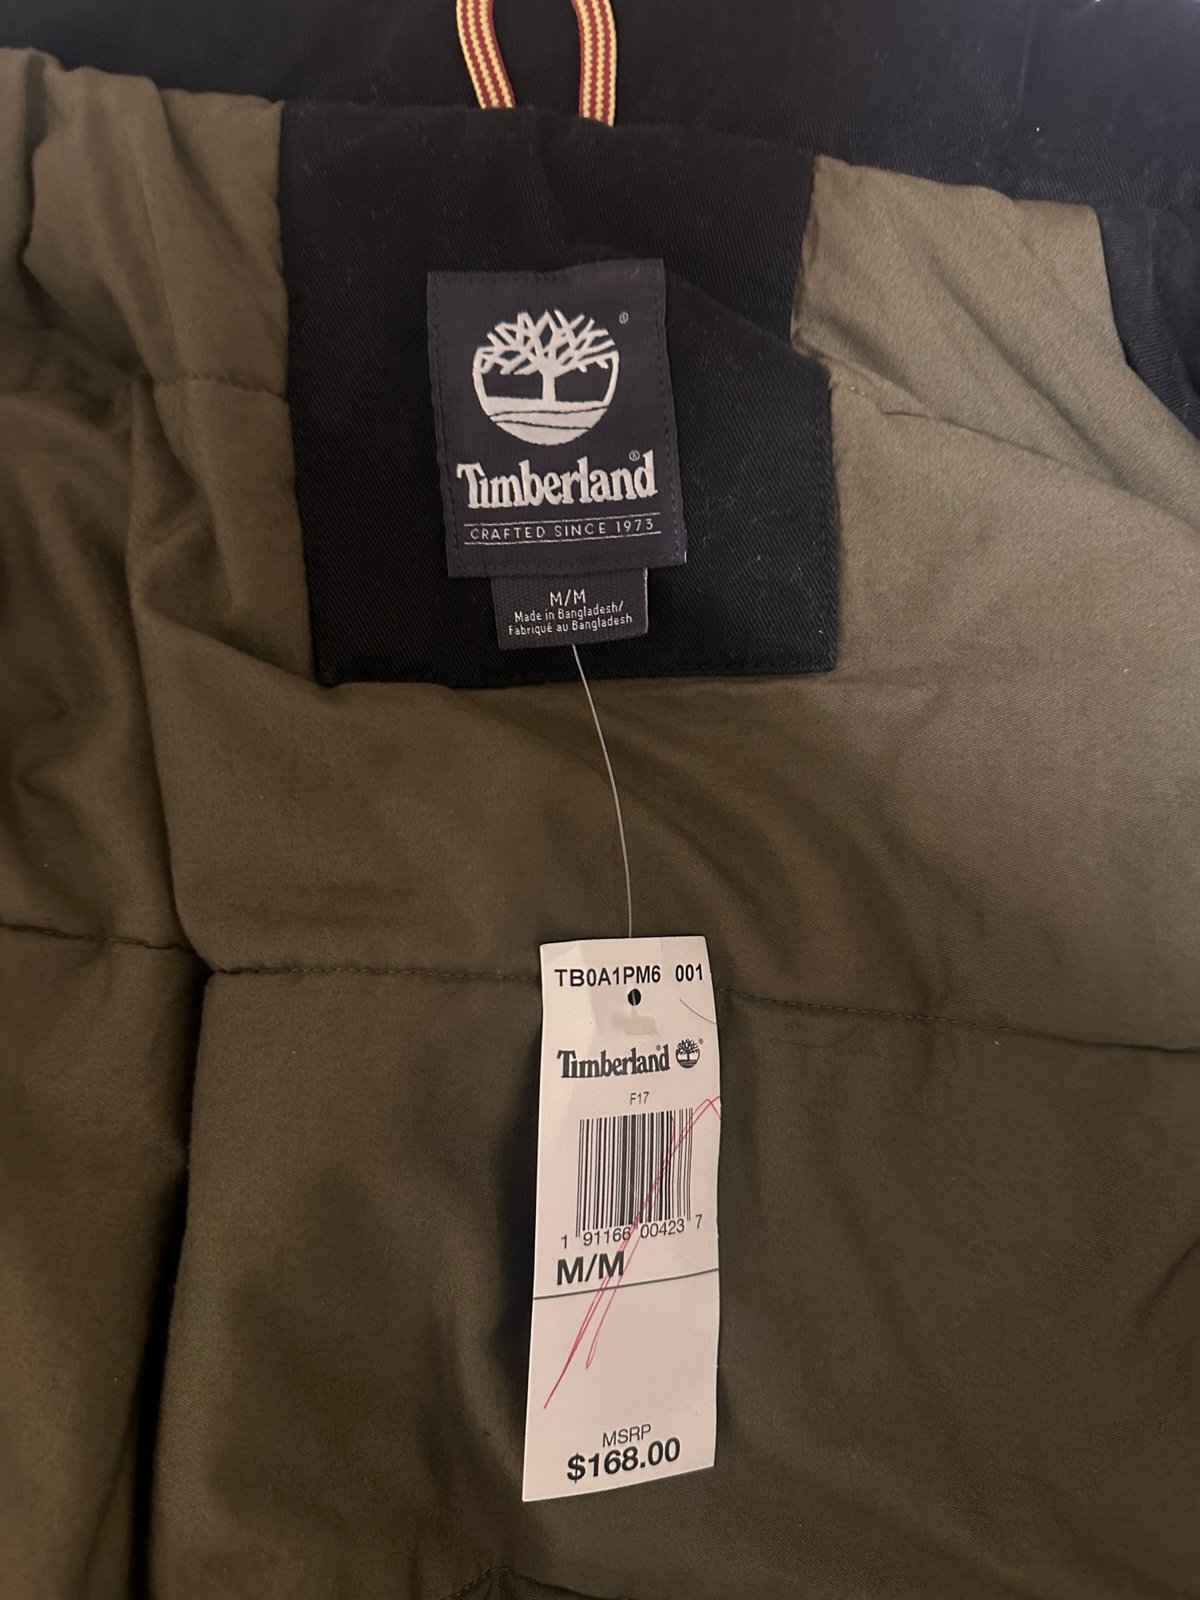 Timberland®
CRAFTED SINCE 1973
M/M
Made in Bangladesh/
Fabriqué au Bangladesh
TB0A1PM6 001
Timberland®
F17
1 91166 00423 7
M/M
MSRP
$168.00